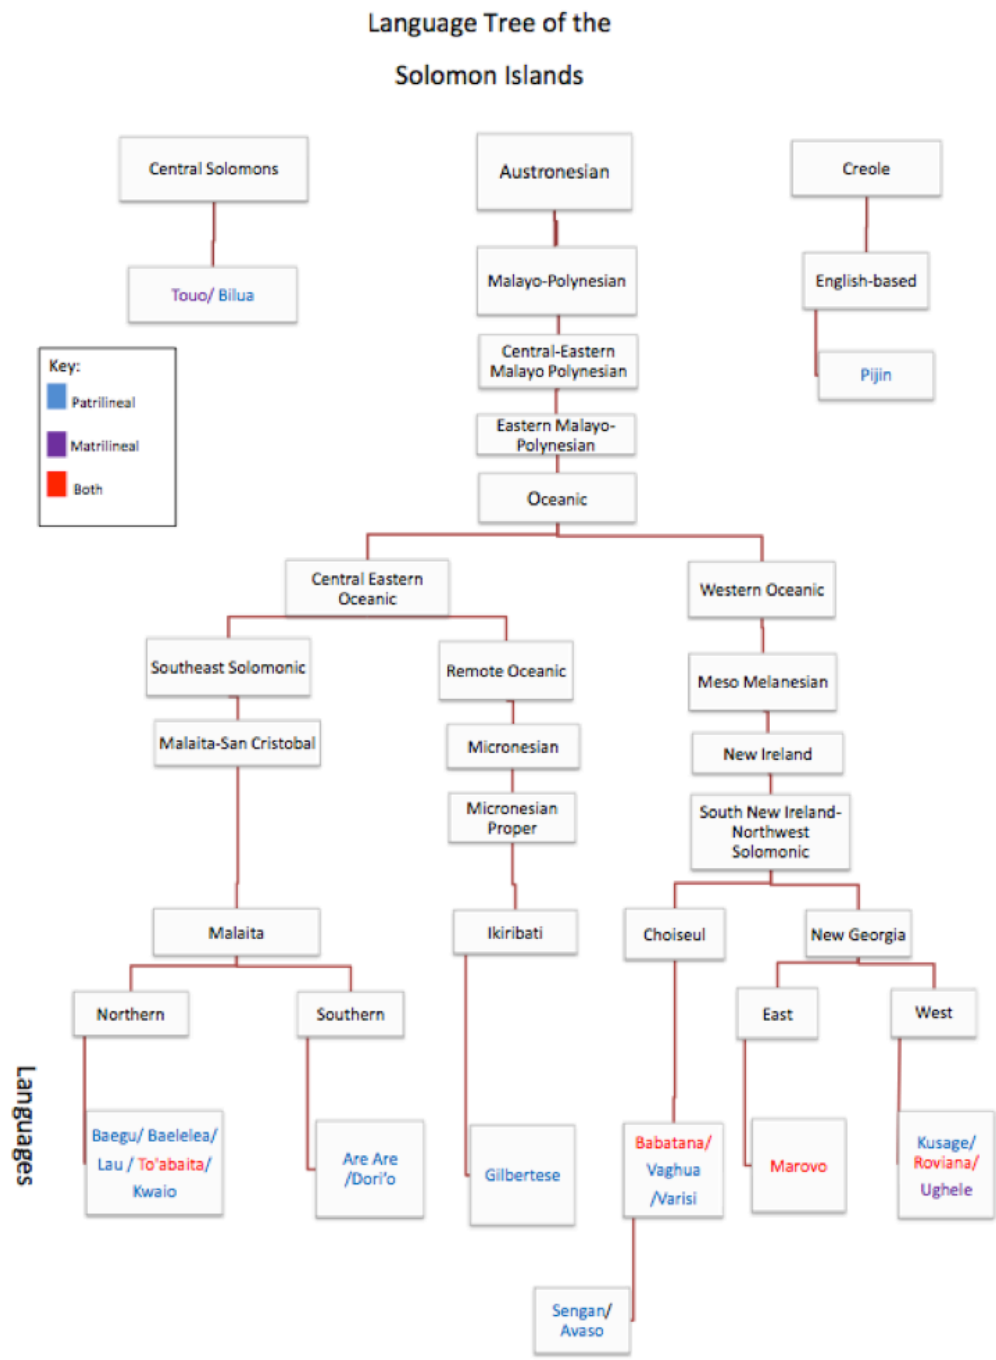 Language Tree of the
Solomon Islands
Central Solomons
Austronesian
Creole
Touo/ Bilua
Malayo-Polynesian
English-based
Key:
Patrilineal
Matrilineal
Both
Central-Eastern
Malayo Polynesian
Pijin
Eastern Malayo-
Polynesian
Oceanic
Central Eastern
Oceanic
Western Oceanic
Southeast Solomonic
Remote Oceanic
Meso Melanesian
Malaita-San Cristobal
Micronesian
New Ireland
Micronesian
Proper
South New Ireland-
Northwest
Solomonic
Malaita
Ikiribati
Choiseul
New Georgia
Northern
Southern
East
West
Languages
Baegu/ Baelelea/
Lau / To'abaita/
Kwaio
Are Are
/Dori'o
Gilbertese
Babatana/
Vaghua
/Varisi
Marovo
Kusage/
Roviana/
Ughele
Sengan/
Avaso